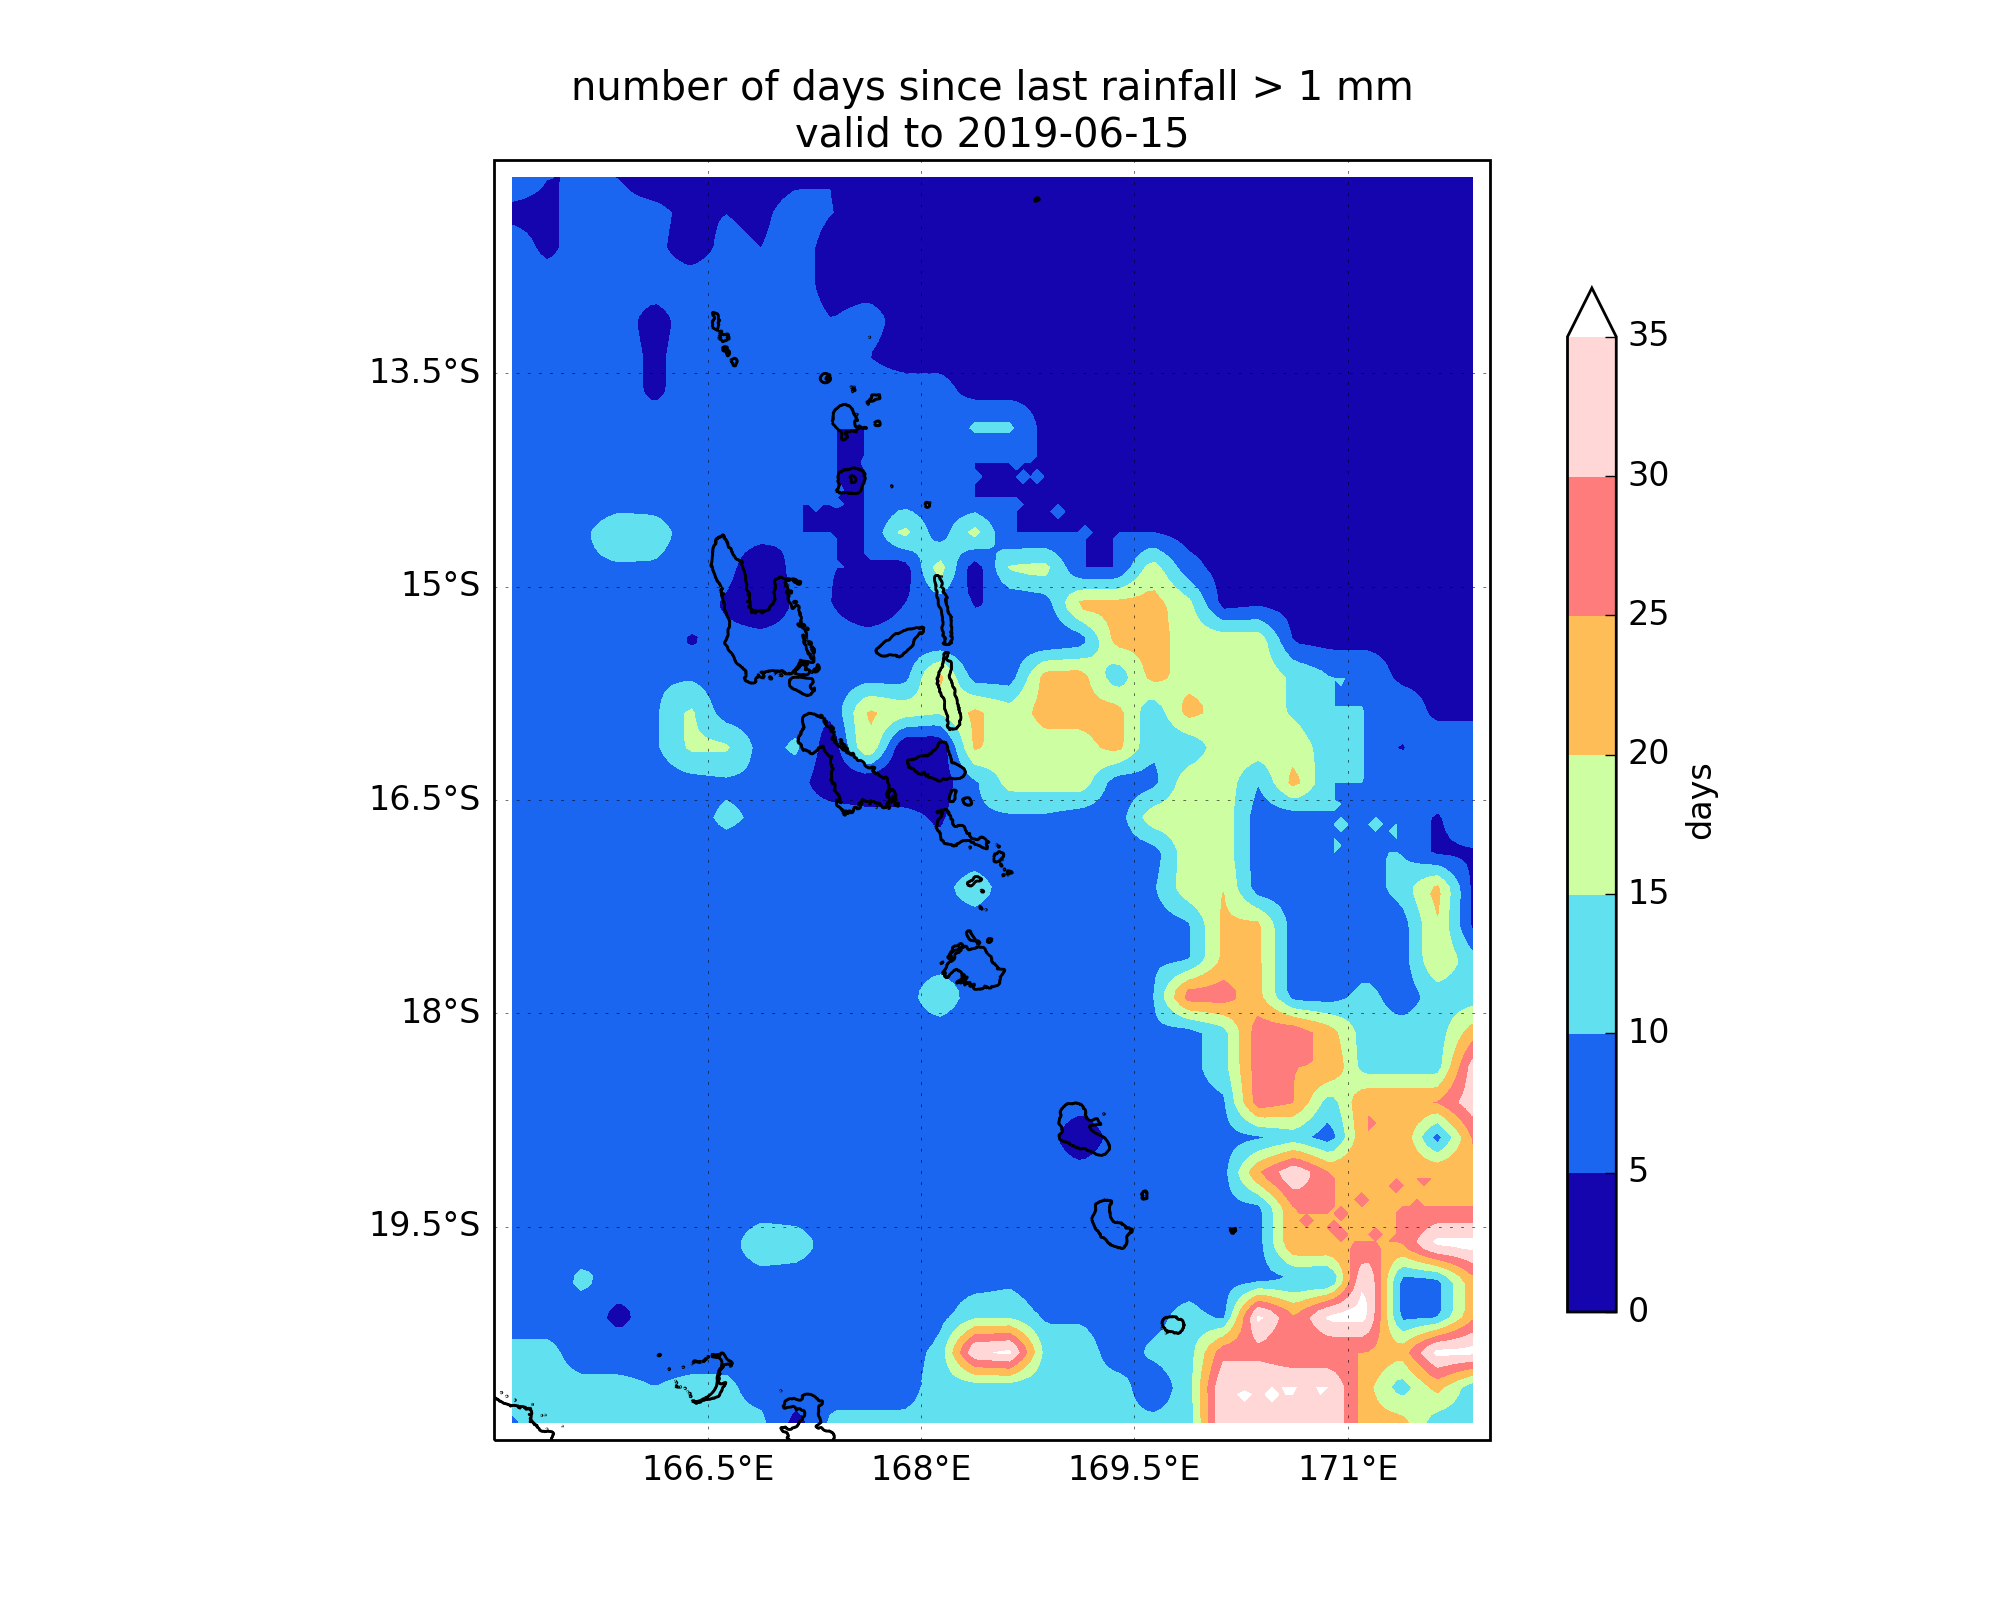 number of days since last rainfall > 1 mm
valid to 2019-06-15
13.5°S
15°S
16.5°S
18°S
19.5°S
166.5°E
168°E
169.5°E
171°E
35
30
25
20
15
10
5
0
days